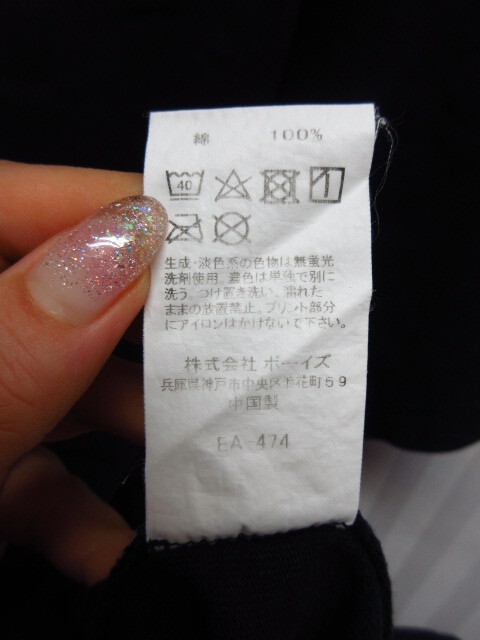 綿 100%
40
生成・淡色系の色物は無蛍光
洗剤使用。濃色は単独で別に
洗う。つけ置き洗い、濡れた
ままの放置禁止。プリント部分
にアイロンはかけないで下さい。
株式会社 ボーイズ
兵庫県神戸市中央区下花町59
中国製
EA-474